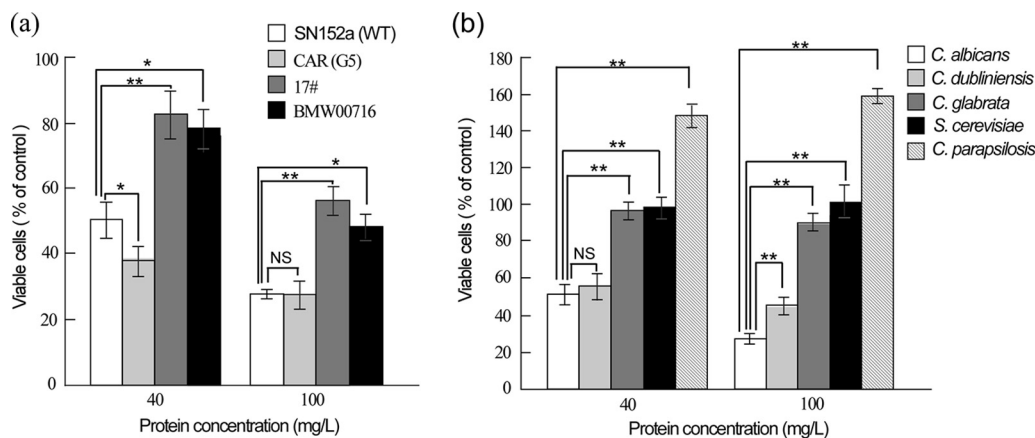 (a)
SN152a (WT)
CAR (G5)
17#
BMW00716
Viable cells ( % of control)
100
80
60
40
20
0
*
**
*
*
**
NS
40
100
Protein concentration (mg/L)
(b)
C. albicans
C. dubliniensis
C. glabrata
S. cerevisiae
C. parapsilosis
Viable cells ( % of control)
180
160
140
120
100
80
60
40
20
0
**
**
**
NS
**
**
**
**
40
100
Protein concentration (mg/L)